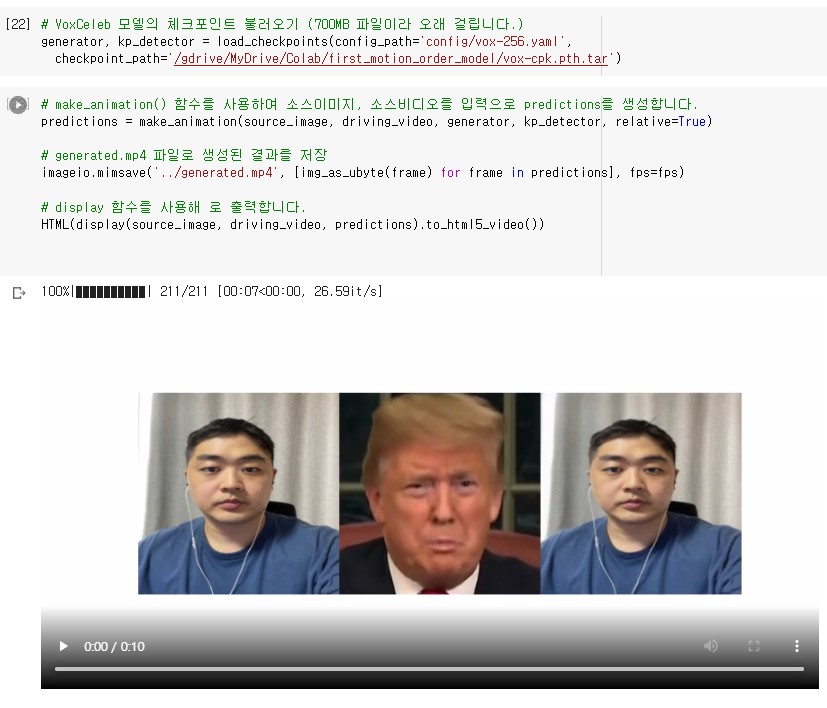 [22] # VoxCeleb 모델의 체크포인트 불러오기 (700MB 파일이라 오래 걸립니다.)
generator, kp_detector = load_checkpoints(config_path='config/vox-256.yaml',
checkpoint_path='/gdrive/MyDrive/Colab/first_motion_order_model/vox-cpk.pth.tar')
# make_animation() 함수를 사용하여 소스이미지, 소스비디오를 입력으로 predictions를 생성합니다.
predictions = make_animation(source_image, driving_video, generator, kp_detector, relative=True)
# generated.mp4 파일로 생성된 결과를 저장
imageio.mimsave('../generated.mp4', [img_as_ubyte(frame) for frame in predictions], fps=fps)
# display 함수를 사용해 로 출력합니다.
HTML(display(source_image, driving_video, predictions).to_html5_video())
100%|██████████| 211/211 [00:07<00:00, 26.59it/s]
0:00 / 0:10